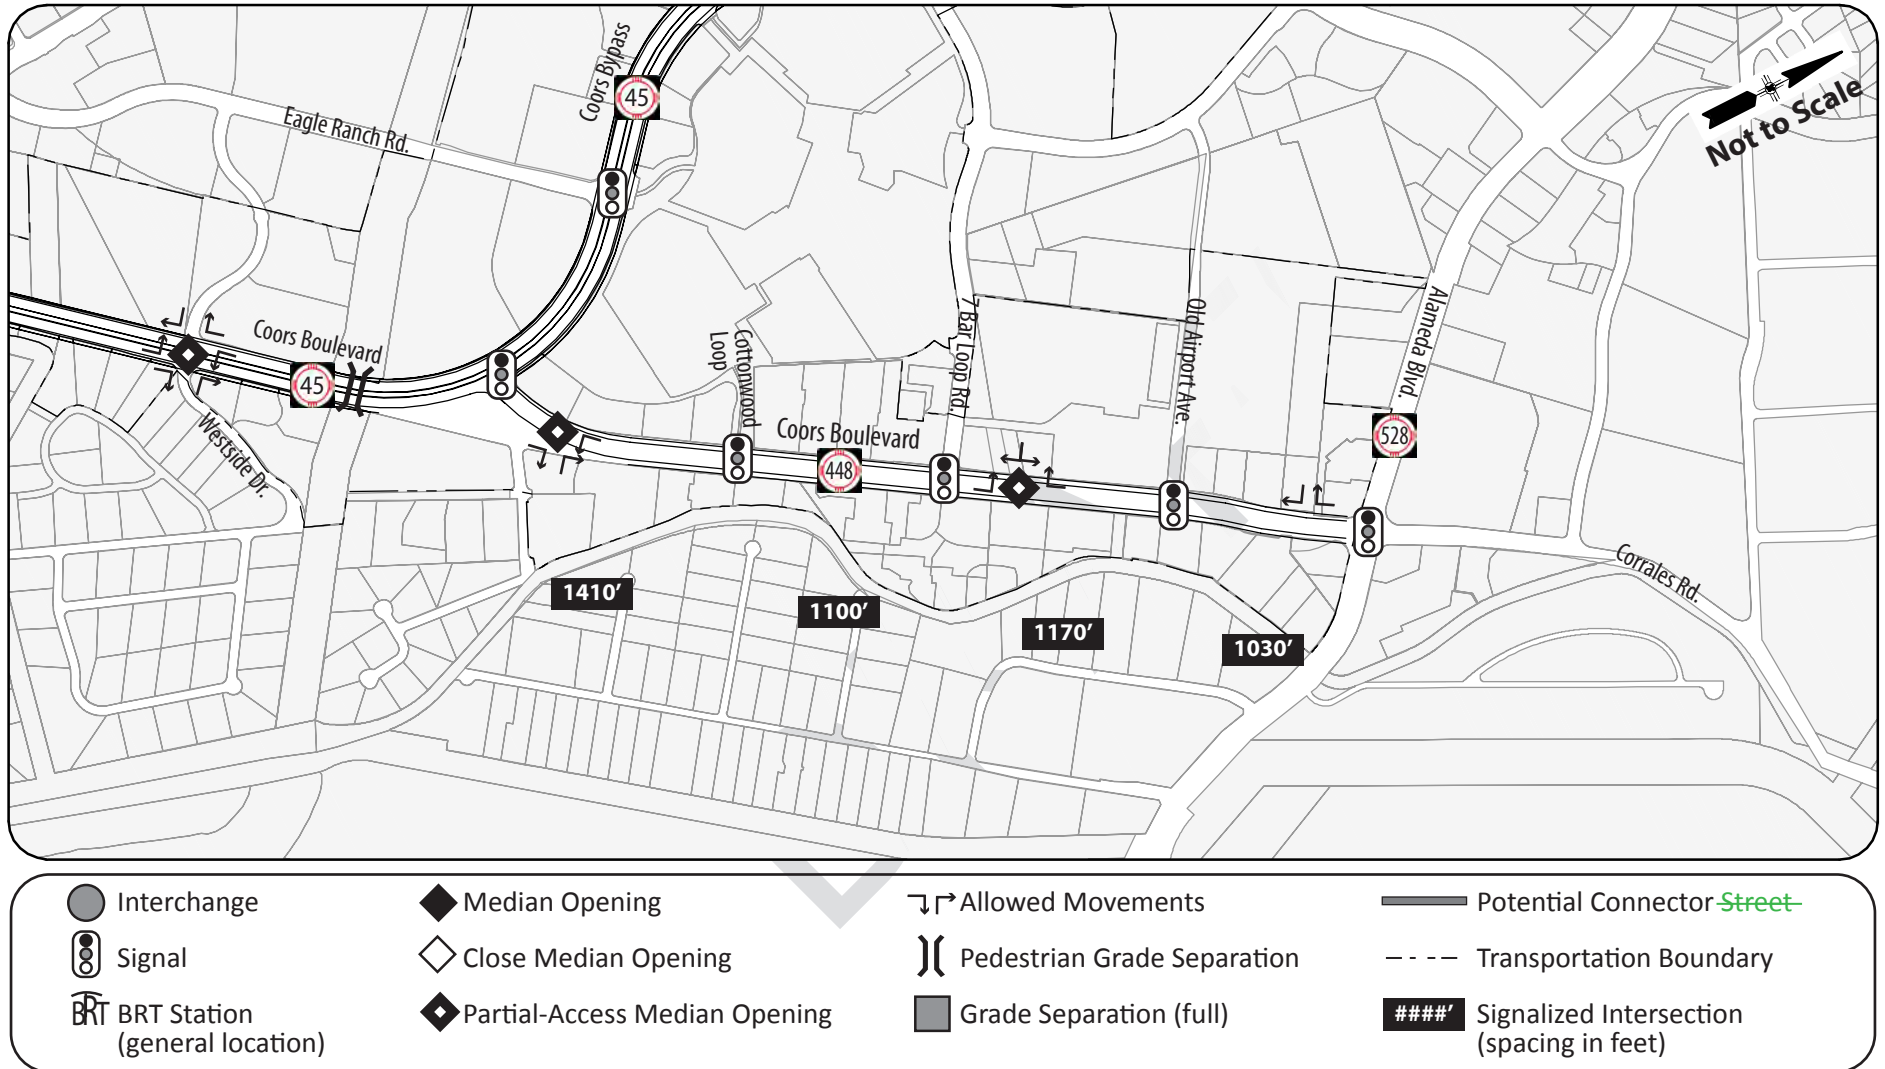 Coors Bypass
45
Eagle Ranch Rd.
Not to Scale
Coors Boulevard
45
Westside Dr.
Cottonwood
Loop
Coors Boulevard
448
7 Bar Loop Rd.
Old Airport Ave.
Alameda Blvd.
528
Corrales Rd.
1410’
1100’
1170’
1030’
Interchange
Signal
BRT
BRT Station
(general location)
Median Opening
Close Median Opening
Partial-Access Median Opening
Allowed Movements
Pedestrian Grade Separation
Grade Separation (full)
Potential Connector Street
Transportation Boundary
####’
Signalized Intersection
(spacing in feet)